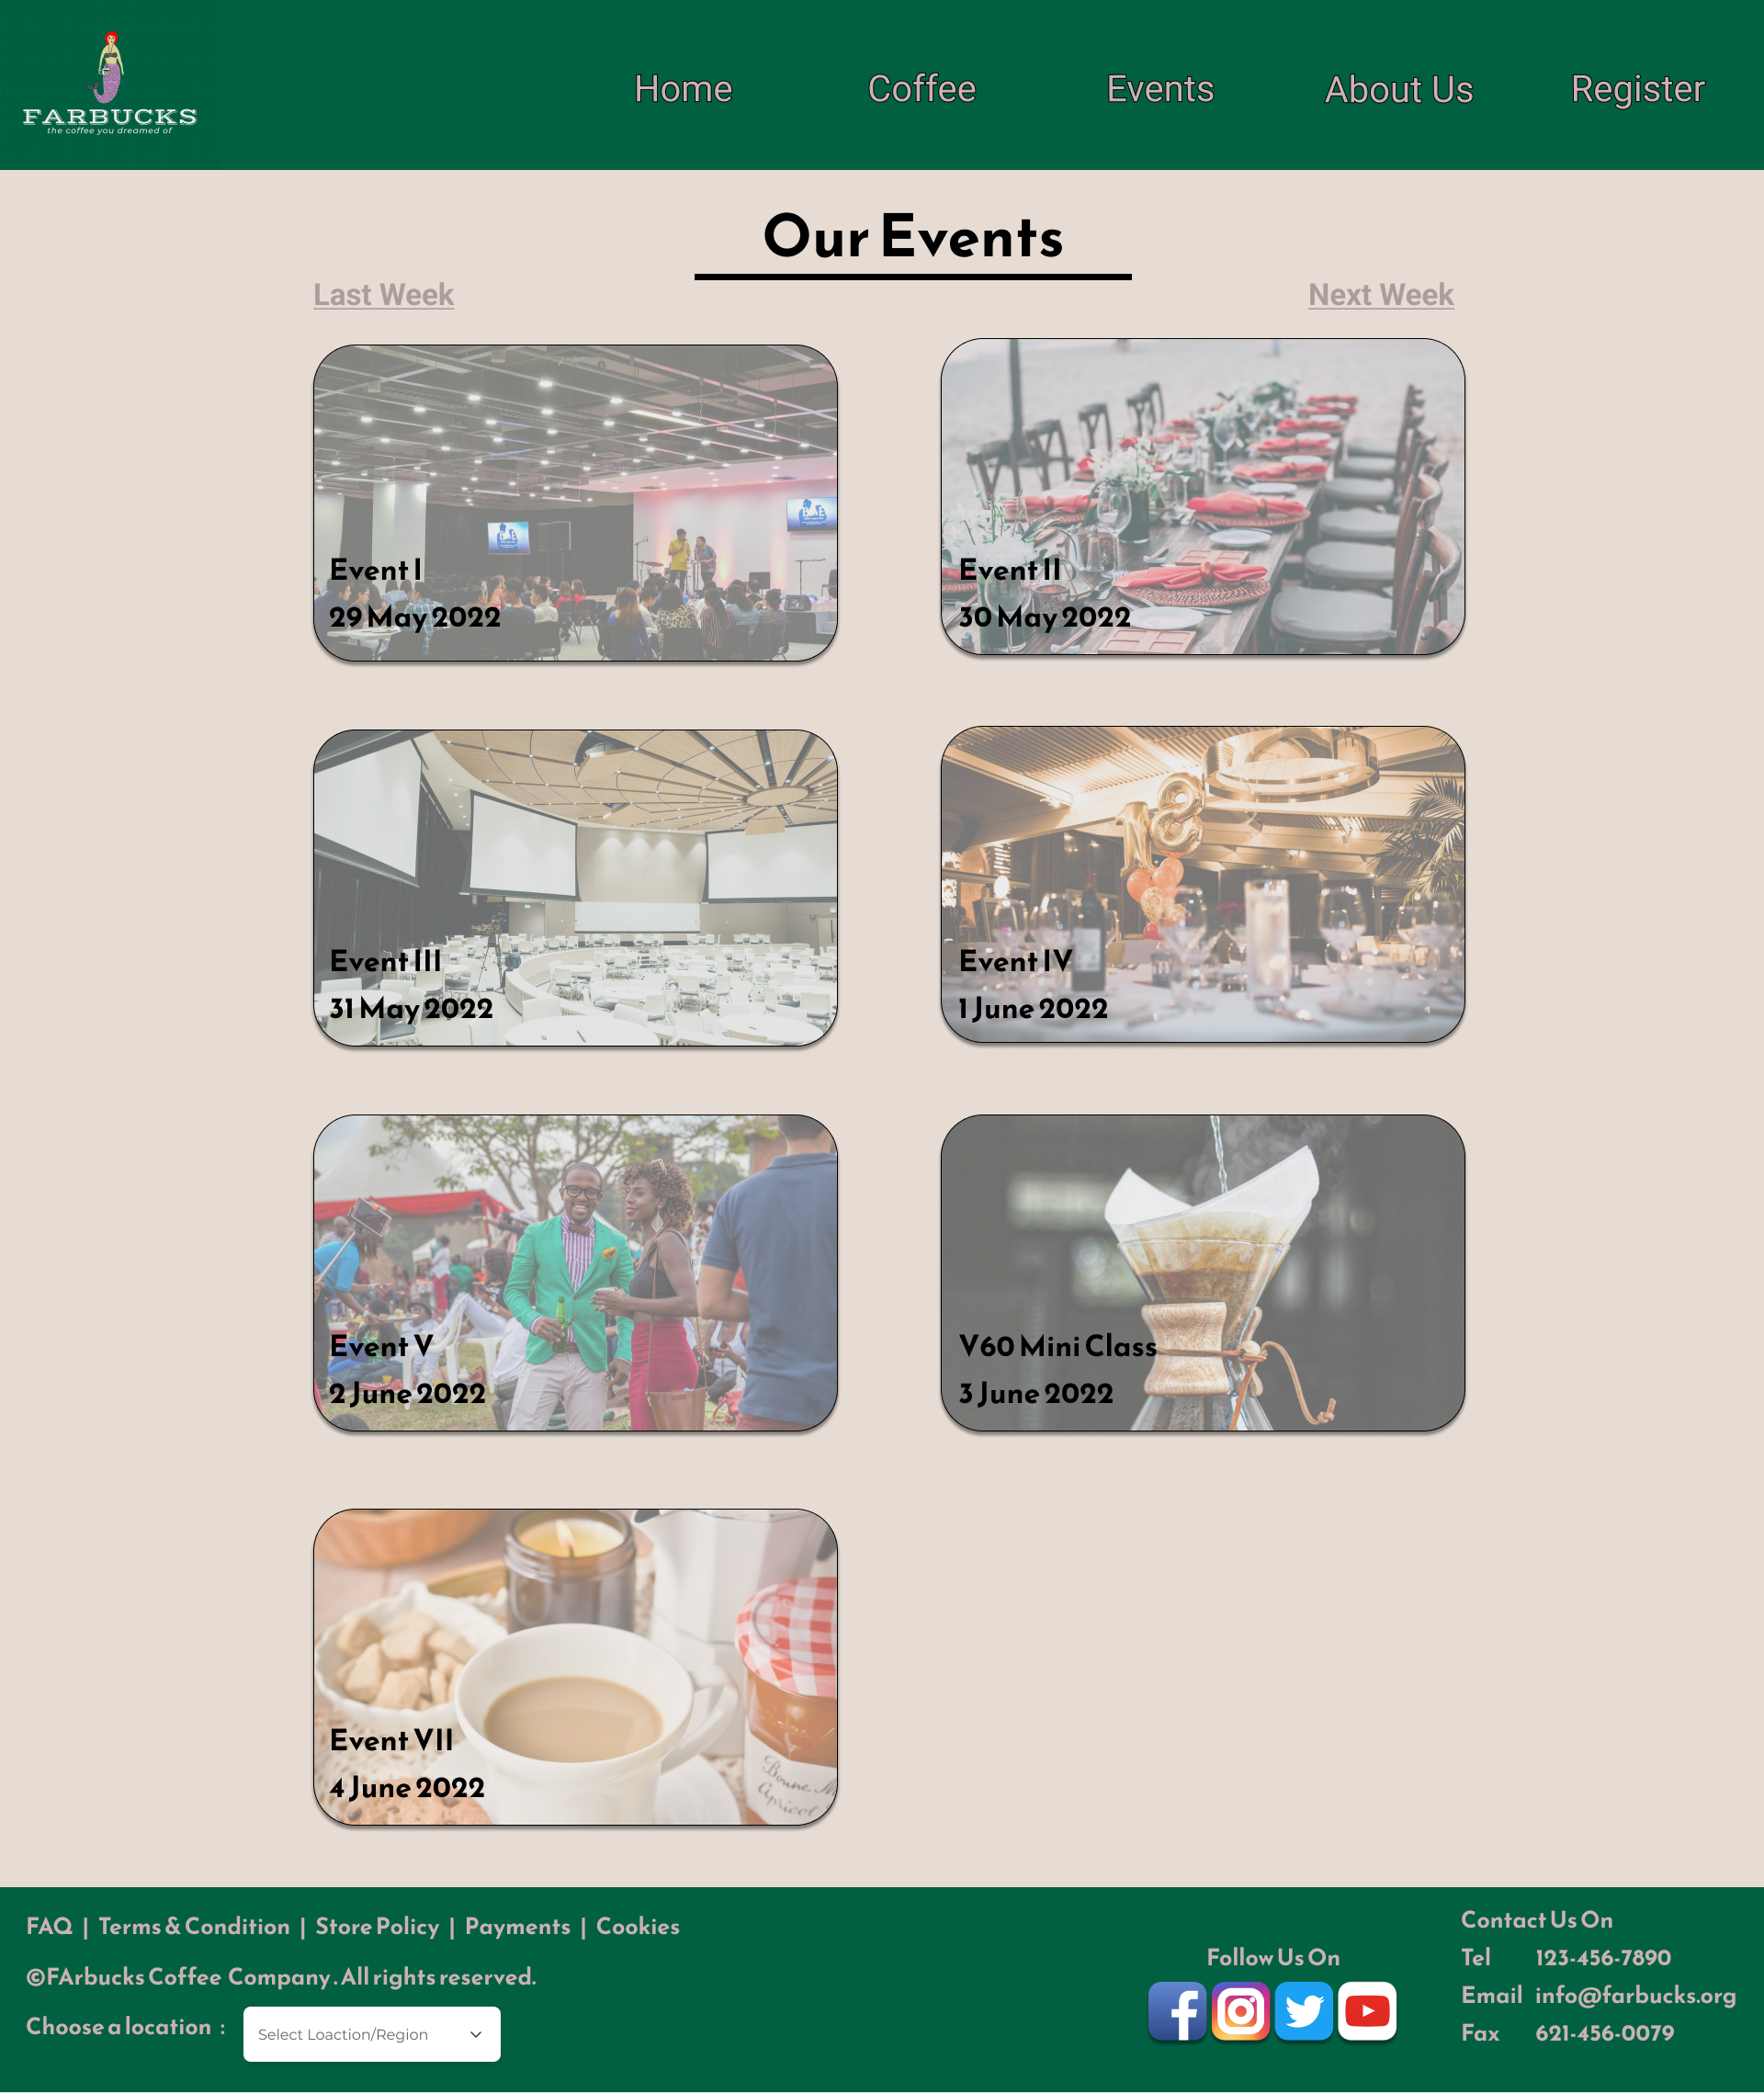 FARBUCKS
the coffee you dreamed of
Home Coffee Events About Us Register
Our Events
Last Week Next Week
Event I
29 May 2022
Event II
30 May 2022
Event III
31 May 2022
18
Event IV
1 June 2022
Event V
2 June 2022
V60 Mini Class
3 June 2022
Bonne M
Apricot
Event VII
4 June 2022
FAQ | Terms & Condition | Store Policy | Payments | Cookies
©FArbucks Coffee Company . All rights reserved.
Choose a location :
Select Loaction/Region
Follow Us On
Contact Us On
Tel 123-456-7890
Email info@farbucks.org
Fax 621-456-0079